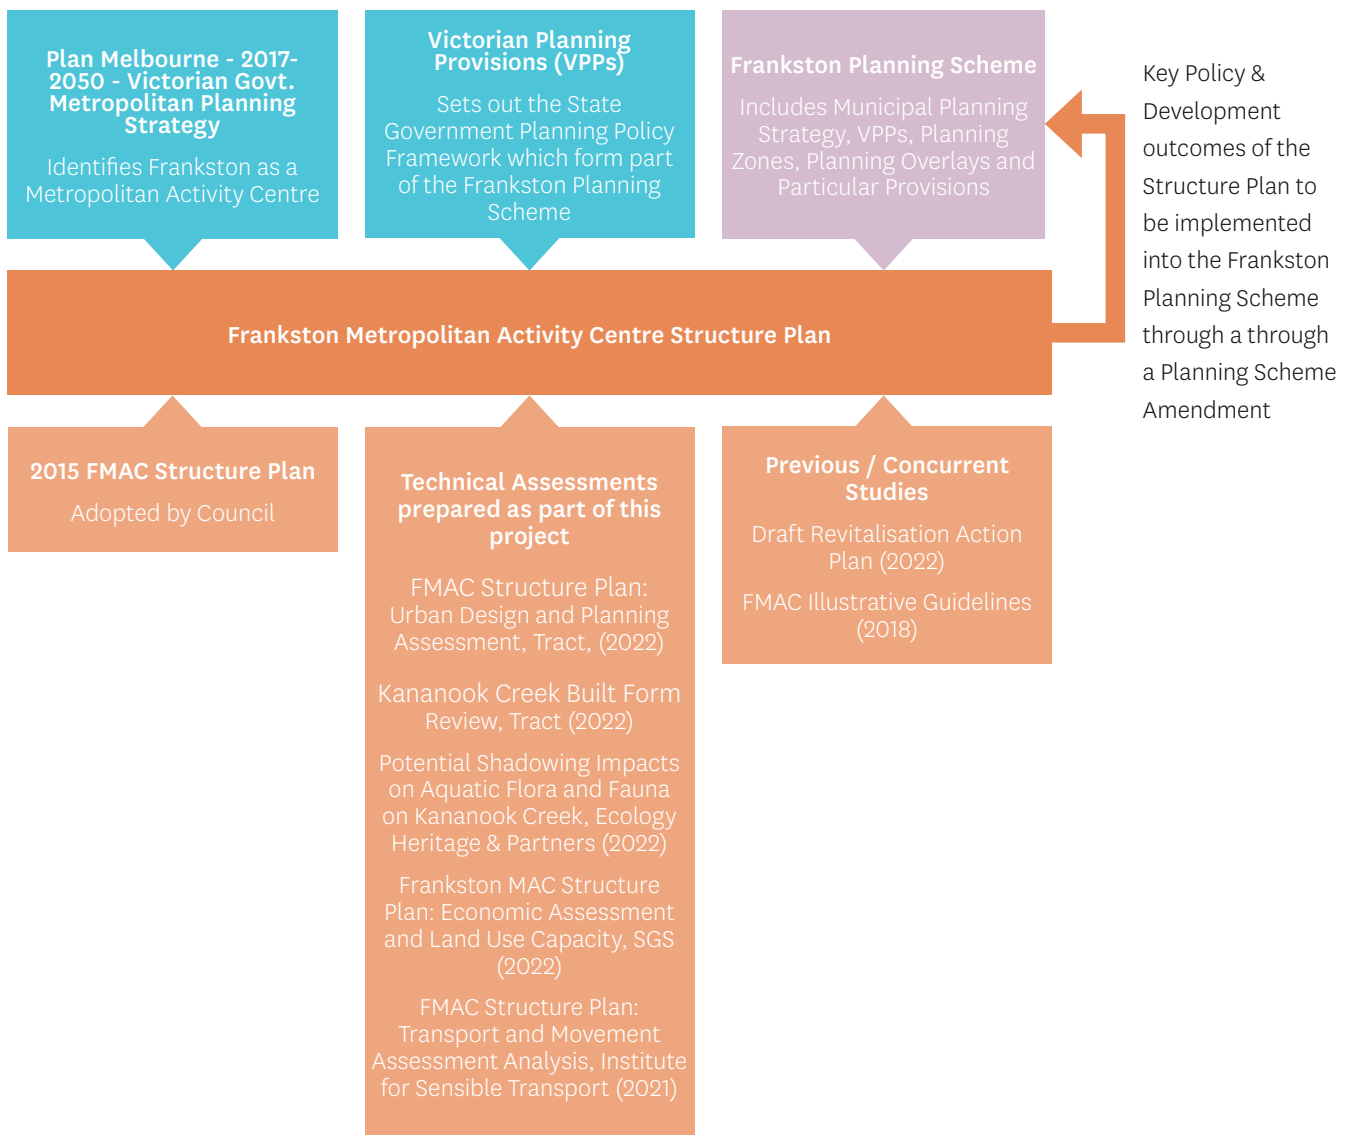 Plan Melbourne - 2017-
2050 - Victorian Govt.
Metropolitan Planning
Strategy
Identifies Frankston as a
Metropolitan Activity Centre
Victorian Planning
Provisions (VPPs)
Sets out the State
Government Planning Policy
Framework which form part
of the Frankston Planning
Scheme
Frankston Planning Scheme
Includes Municipal Planning
Strategy, VPPs, Planning
Zones, Planning Overlays and
Particular Provisions
Key Policy &
Development
outcomes of the
Structure Plan to
be implemented
into the Frankston
Planning Scheme
through a through
a Planning Scheme
Amendment
Frankston Metropolitan Activity Centre Structure Plan
2015 FMAC Structure Plan
Adopted by Council
Technical Assessments
prepared as part of this
project
FMAC Structure Plan:
Urban Design and Planning
Assessment, Tract, (2022)
Kananook Creek Built Form
Review, Tract (2022)
Potential Shadowing Impacts
on Aquatic Flora and Fauna
on Kananook Creek, Ecology
Heritage & Partners (2022)
Frankston MAC Structure
Plan: Economic Assessment
and Land Use Capacity, SGS
(2022)
FMAC Structure Plan:
Transport and Movement
Assessment Analysis, Institute
for Sensible Transport (2021)
Previous / Concurrent
Studies
Draft Revitalisation Action
Plan (2022)
FMAC Illustrative Guidelines
(2018)